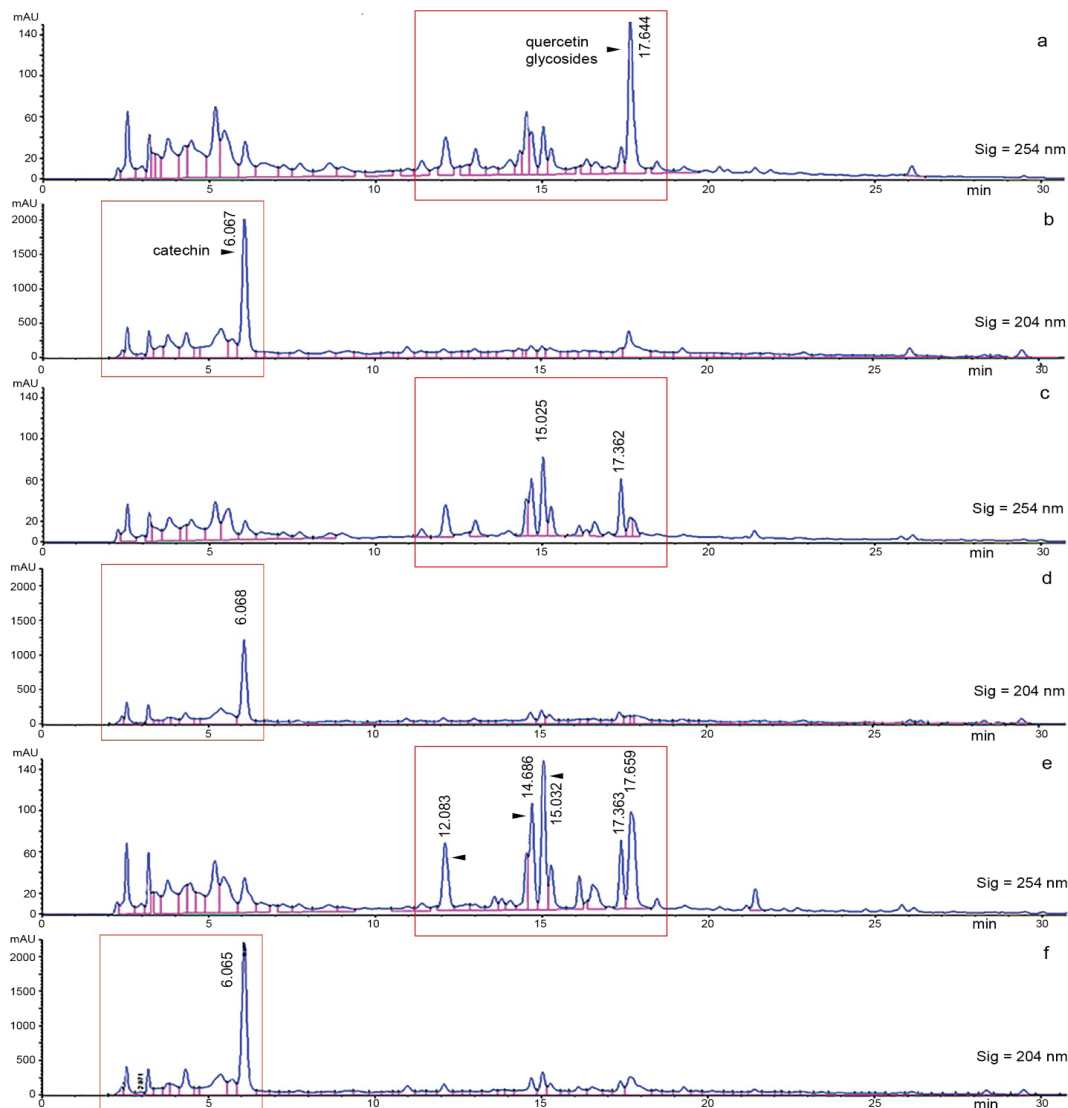 mAU
a
140
quercetin
glycosides
17.644
100
60
20
0
Sig = 254 nm
0 5 10 15 20 25 30
min
mAU
b
2000
6.067
catechin
1500
500
0
Sig = 204 nm
0 5 10 15 20 25 30
min
mAU
c
140
15.025
17.362
100
60
20
0
Sig = 254 nm
0 5 10 15 20 25 30
min
mAU
d
2000
6.068
1500
1000
500
0
Sig = 204 nm
0 5 10 15 20 25 30
min
mAU
e
140
12.083
14.686
15.032
17.363
17.659
100
60
20
0
Sig = 254 nm
0 5 10 15 20 25 30
min
mAU
f
2000
6.065
1500
1000
500
0
Sig = 204 nm
0 5 10 15 20 25 30
min